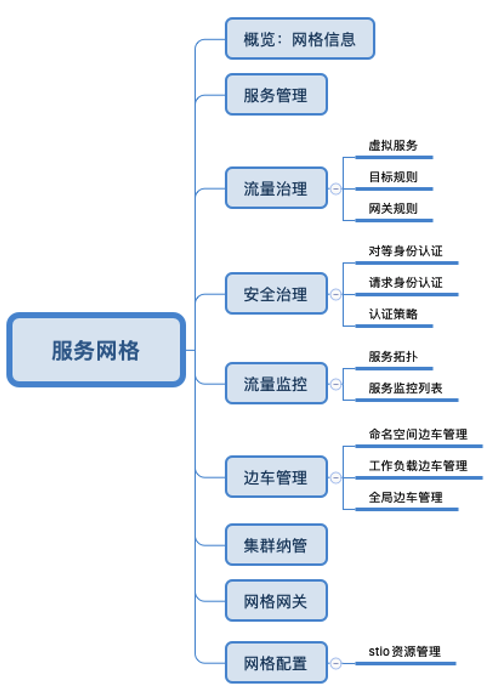 概览：网格信息
服务管理
流量治理
虚拟服务
目标规则
网关规则
安全治理
对等身份认证
请求身份认证
认证策略
服务网格
流量监控
服务拓扑
服务监控列表
边车管理
命名空间边车管理
工作负载边车管理
全局边车管理
集群纳管
网格网关
网格配置
stio资源管理